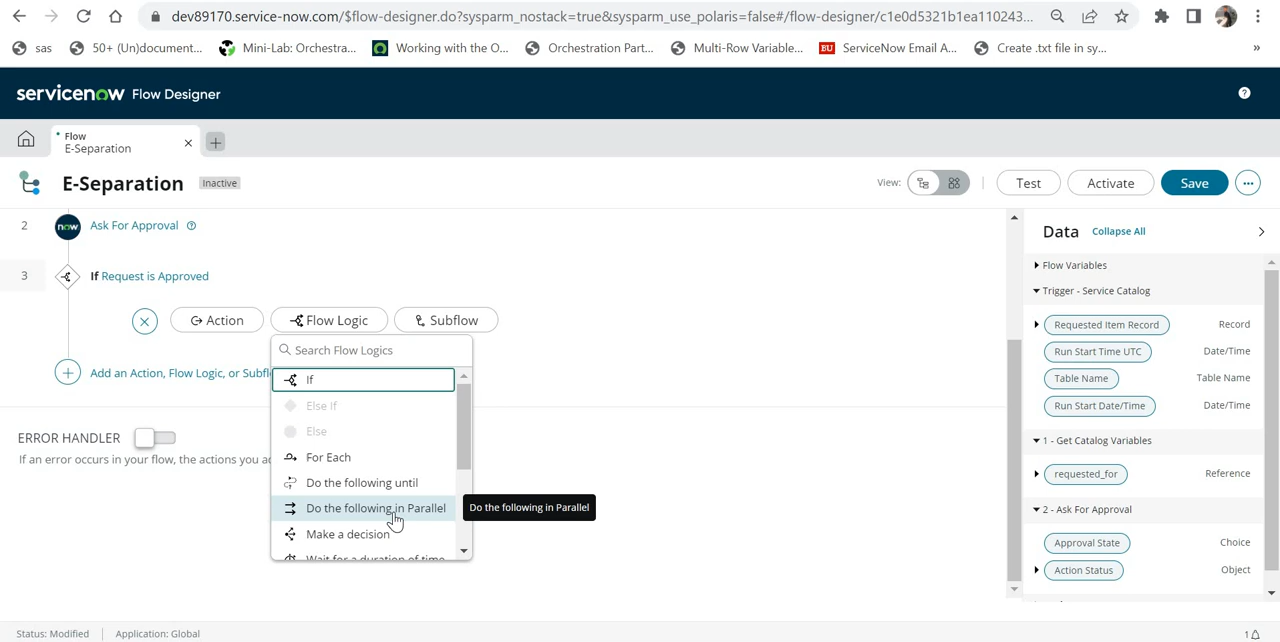 dev89170.service-now.com/$flow-designer.do?sysparm_nostack=true&sysparm_use_polaris=false#/flow-designer/c1e0d5321b1ea110243...
sas
50+ (Un)document...
Mini-Lab: Orchestra...
Working with the O...
Orchestration Part...
Multi-Row Variable...
BU ServiceNow Email A...
Create .txt file in sy...
»
servicenow Flow Designer
Flow
E-Separation
E-Separation Inactive
View:
Test
Activate
Save
2 now Ask For Approval
3 If Request is Approved
Action
Flow Logic
Subflow
Search Flow Logics
If
Else If
Else
For Each
Do the following until
Do the following in Parallel
Do the following in Parallel
Make a decision
Wait for a duration of time
Add an Action, Flow Logic, or Subfl
ERROR HANDLER
If an error occurs in your flow, the actions you a
Data Collapse All
Flow Variables
Trigger - Service Catalog
Requested Item Record Record
Run Start Time UTC Date/Time
Table Name Table Name
Run Start Date/Time Date/Time
1 - Get Catalog Variables
requested_for Reference
2 - Ask For Approval
Approval State Choice
Action Status Object
Status: Modified
Application: Global
1